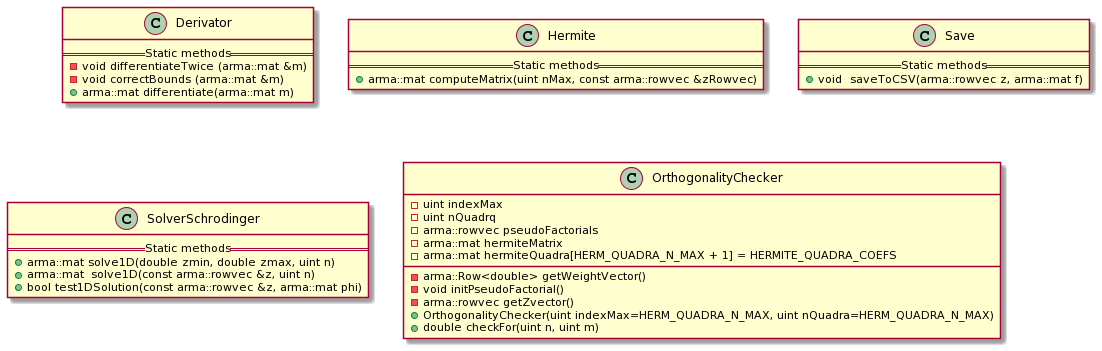 C Derivator
Static methods
void differentiateTwice (arma::mat &m)
void correctBounds (arma::mat &m)
arma::mat differentiate(arma::mat m)
C Hermite
Static methods
arma::mat computeMatrix(uint nMax, const arma::rowvec &zRowvec)
C Save
Static methods
void  saveToCSV(arma::rowvec z, arma::mat f)
C SolverSchrodinger
Static methods
arma::mat solve1D(double zmin, double zmax, uint n)
arma::mat  solve1D(const arma::rowvec &z, uint n)
bool test1DSolution(const arma::rowvec &z, arma::mat phi)
C OrthogonalityChecker
uint indexMax
uint nQuadrq
arma::rowvec pseudoFactorials
arma::mat hermiteMatrix
arma::mat hermiteQuadra[HERM_QUADRA_N_MAX + 1] = HERMITE_QUADRA_COEFS
arma::Row<double> getWeightVector()
void initPseudoFactorial()
arma::rowvec getZvector()
OrthogonalityChecker(uint indexMax=HERM_QUADRA_N_MAX, uint nQuadra=HERM_QUADRA_N_MAX)
double checkFor(uint n, uint m)